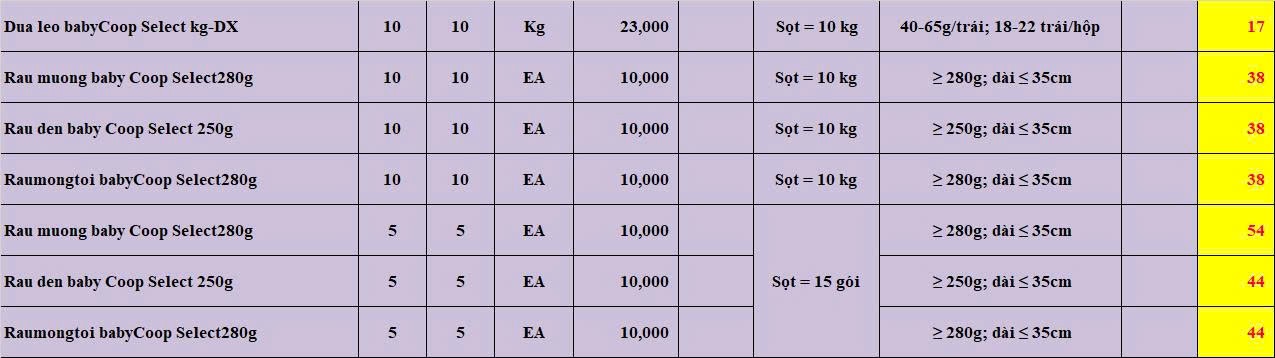 Dua leo babyCoop Select kg-DX 10 10 Kg 23,000 Sọt = 10 kg 40-65g/trái; 18-22 trái/hộp 17
Rau muong baby Coop Select280g 10 10 EA 10,000 Sọt = 10 kg ≥ 280g; dài ≤ 35cm 38
Rau den baby Coop Select 250g 10 10 EA 10,000 Sọt = 10 kg ≥ 250g; dài ≤ 35cm 38
Raumongtoi babyCoop Select280g 10 10 EA 10,000 Sọt = 10 kg ≥ 280g; dài ≤ 35cm 38
Rau muong baby Coop Select280g 5 5 EA 10,000 ≥ 280g; dài ≤ 35cm 54
Rau den baby Coop Select 250g 5 5 EA 10,000 Sọt = 15 gói ≥ 250g; dài ≤ 35cm 44
Raumongtoi babyCoop Select280g 5 5 EA 10,000 ≥ 280g; dài ≤ 35cm 44